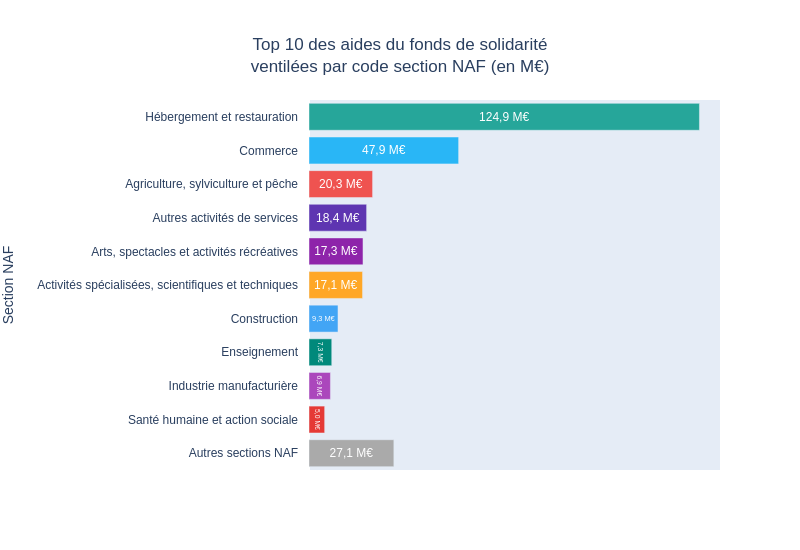 Top 10 des aides du fonds de solidarité
ventilées par code section NAF (en M€)
Section NAF
Hébergement et restauration 124,9 M€
Commerce 47,9 M€
Agriculture, sylviculture et pêche 20,3 M€
Autres activités de services 18,4 M€
Arts, spectacles et activités récréatives 17,3 M€
Activités spécialisées, scientifiques et techniques 17,1 M€
Construction 9,3 M€
Enseignement 7,3 M€
Industrie manufacturière 6,9 M€
Santé humaine et action sociale 5,0 M€
Autres sections NAF 27,1 M€